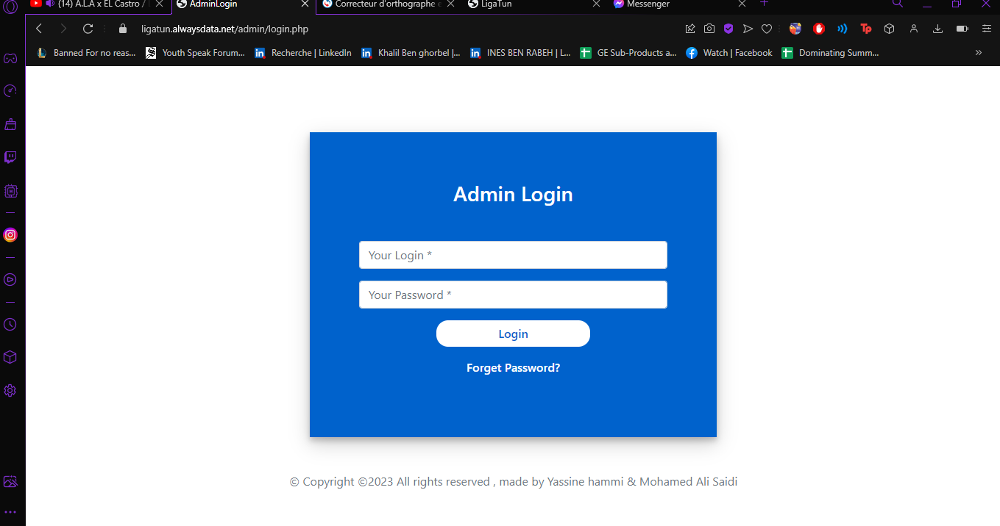 (14) A.L.A x EL Castro /
AdminLogin
Correcteur d'orthographe e
LigaTun
Messenger
ligatun.alwaysdata.net/admin/login.php
Banned For no reas...
Youth Speak Forum...
Recherche | LinkedIn
Khalil Ben ghorbel |...
INES BEN RABEH | L...
GE Sub-Products a...
Watch | Facebook
Dominating Summ...
Admin Login
Your Login *
Your Password *
Login
Forget Password?
© Copyright ©2023 All rights reserved , made by Yassine hammi & Mohamed Ali Saidi